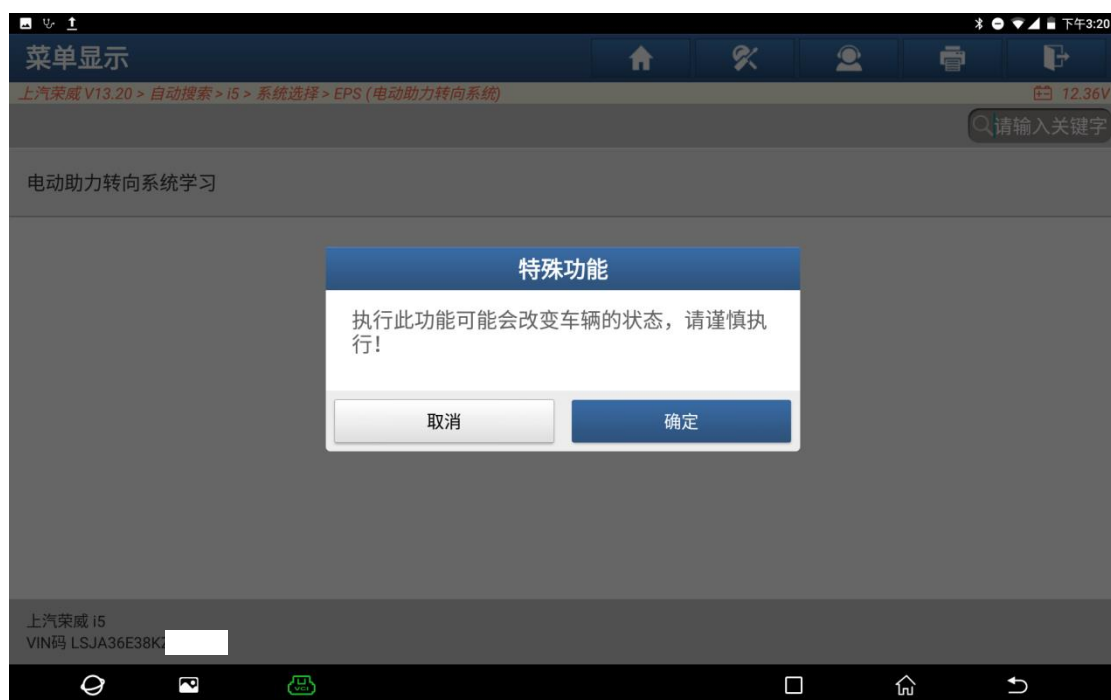 下午3:20
菜单显示
上汽荣威 V13.20 > 自动搜索 > i5 > 系统选择 > EPS (电动助力转向系统)
12.36V
请输入关键字
电动助力转向系统学习
特殊功能
执行此功能可能会改变车辆的状态，请谨慎执
行！
取消
确定
上汽荣威 i5
VIN码 LSJA36E38KZ
VCI